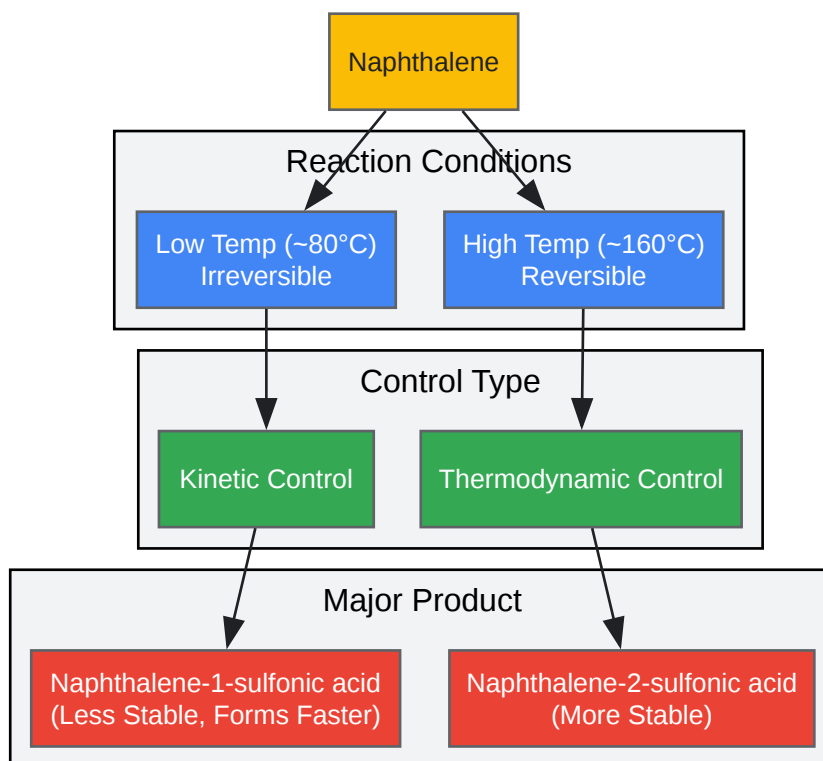 Naphthalene
Reaction Conditions
Low Temp (~80°C)
Irreversible
High Temp (~160°C)
Reversible
Control Type
Kinetic Control
Thermodynamic Control
Major Product
Naphthalene-1-sulfonic acid
(Less Stable, Forms Faster)
Naphthalene-2-sulfonic acid
(More Stable)